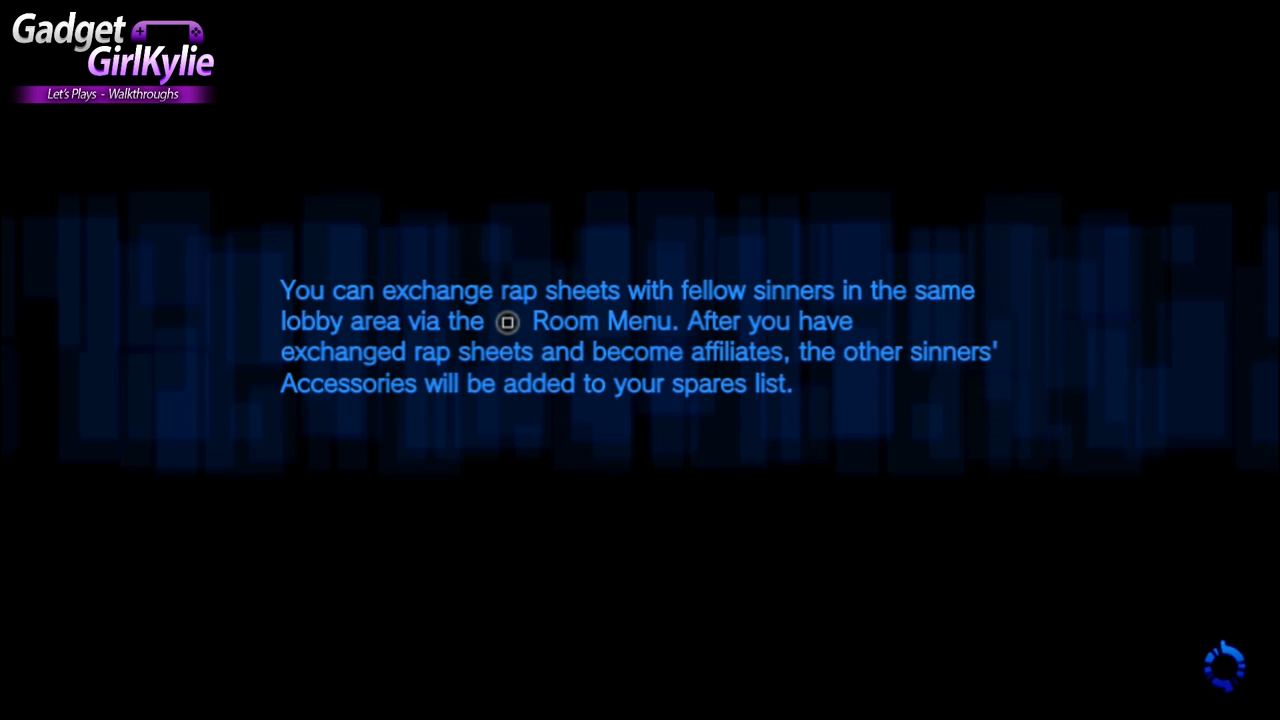 Gadget
GirlKylie
Let's Plays - Walkthroughs
You can exchange rap sheets with fellow sinners in the same
lobby area via the Room Menu. After you have
exchanged rap sheets and become affiliates, the other sinners'
Accessories will be added to your spares list.